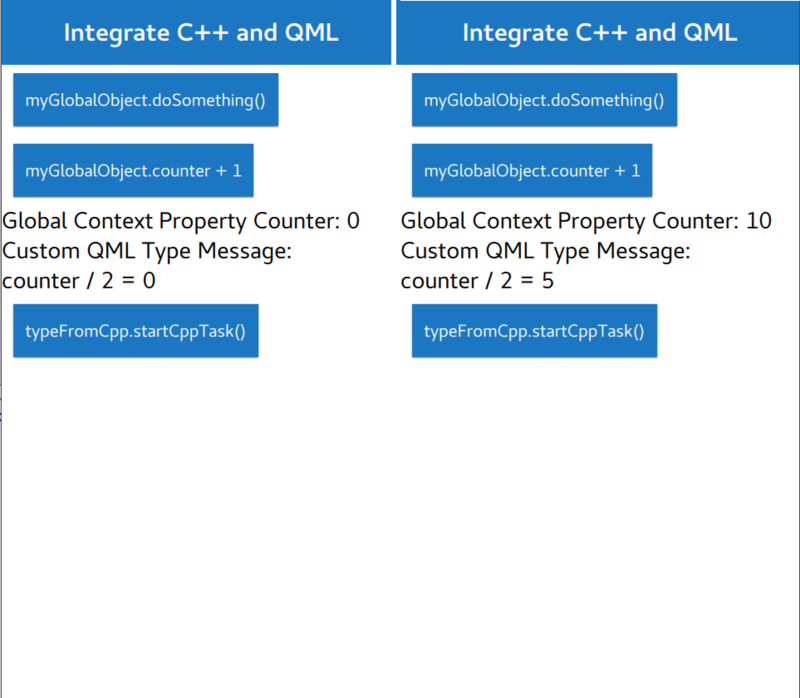 Integrate C++ and QML
myGlobalObject.doSomething()
myGlobalObject.counter + 1
Global Context Property Counter: 0
Custom QML Type Message:
counter / 2 = 0
typeFromCpp.startCppTask()
Integrate C++ and QML
myGlobalObject.doSomething()
myGlobalObject.counter + 1
Global Context Property Counter: 10
Custom QML Type Message:
counter / 2 = 5
typeFromCpp.startCppTask()